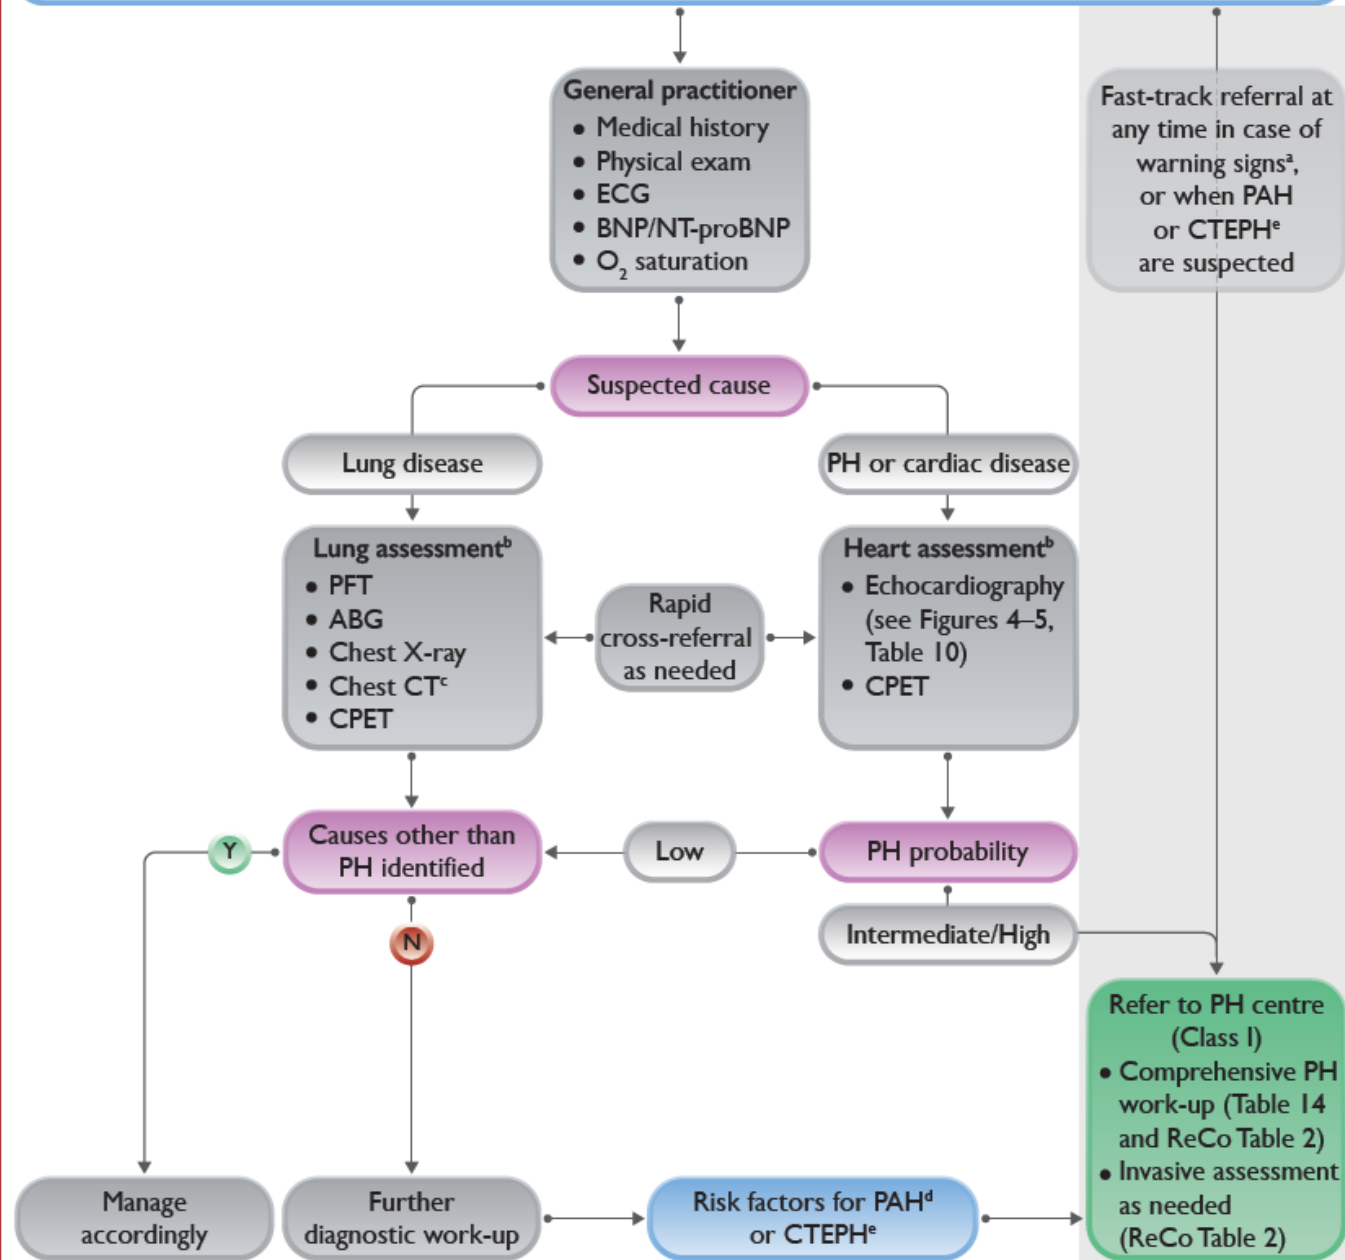 General practitioner
• Medical history
• Physical exam
• ECG
• BNP/NT-proBNP
• O₂ saturation
Fast-track referral at
any time in case of
warning signsᵃ,
or when PAH
or CTEPHᵉ
are suspected
Suspected cause
Lung disease
PH or cardiac disease
Lung assessmentᵇ
• PFT
• ABG
• Chest X-ray
• Chest CTᶜ
• CPET
Rapid
cross-referral
as needed
Heart assessmentᵇ
• Echocardiography
(see Figures 4–5,
Table 10)
• CPET
Y
Causes other than
PH identified
Low
PH probability
N
Intermediate/High
Refer to PH centre
(Class I)
• Comprehensive PH
work-up (Table 14
and ReCo Table 2)
• Invasive assessment
as needed
(ReCo Table 2)
Manage
accordingly
Further
diagnostic work-up
Risk factors for PAHᵈ
or CTEPHᵉ